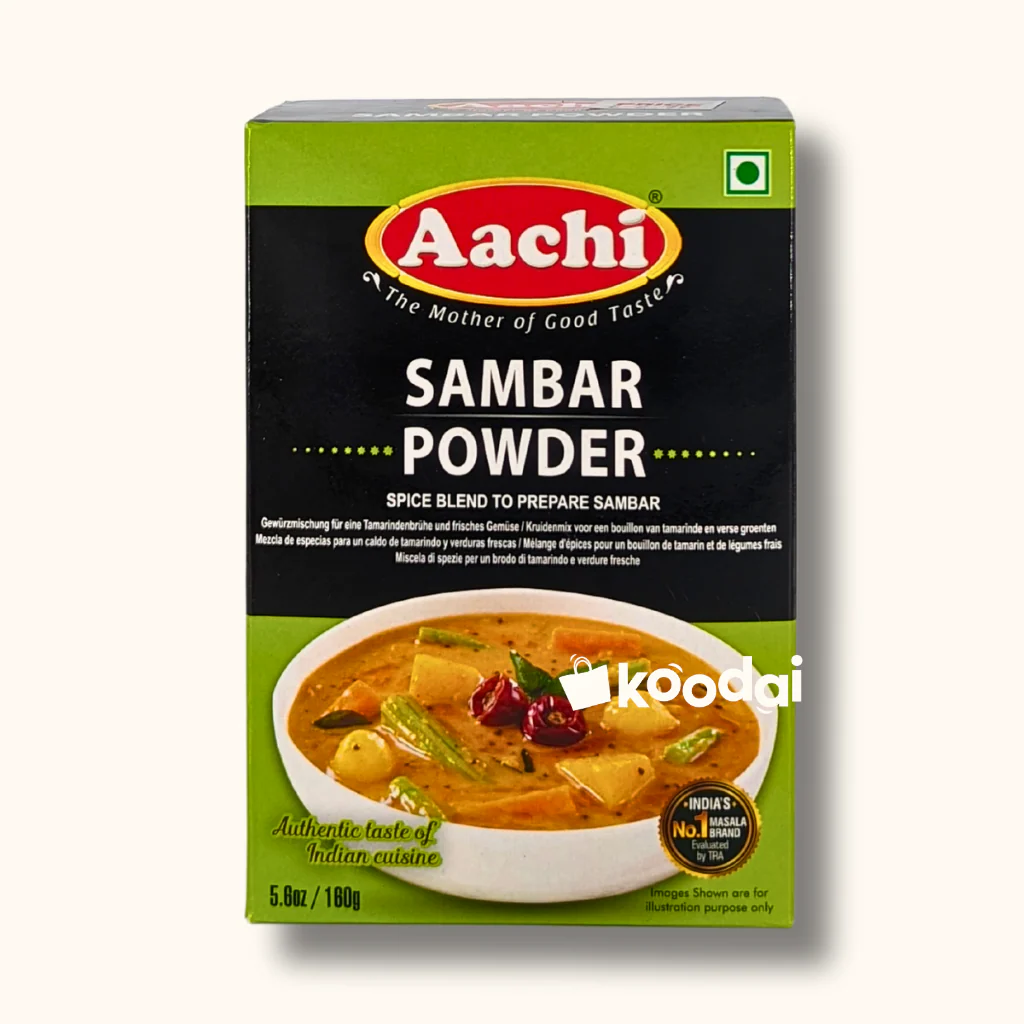 Aachi PRICE
SAMBAR POWDER
Aachi®
The Mother of Good Taste
SAMBAR
POWDER
SPICE BLEND TO PREPARE SAMBAR
Gewürzmischung für eine Tamarindenbrühe und frisches Gemüse / Kruidenmix voor een bouillon van tamarinde en verse groenten
Mezcla de especias para un caldo de tamarindo y verduras frescas / Mélange d'épices pour un bouillon de tamarin et de légumes frais
Miscela di spezie per un brodo di tamarindo e verdure fresche
koodai
INDIA'S
No.1 MASALA BRAND
Evaluated
by TRA
Authentic taste of
Indian cuisine
5.6oz / 160g
Images Shown are for
illustration purpose only